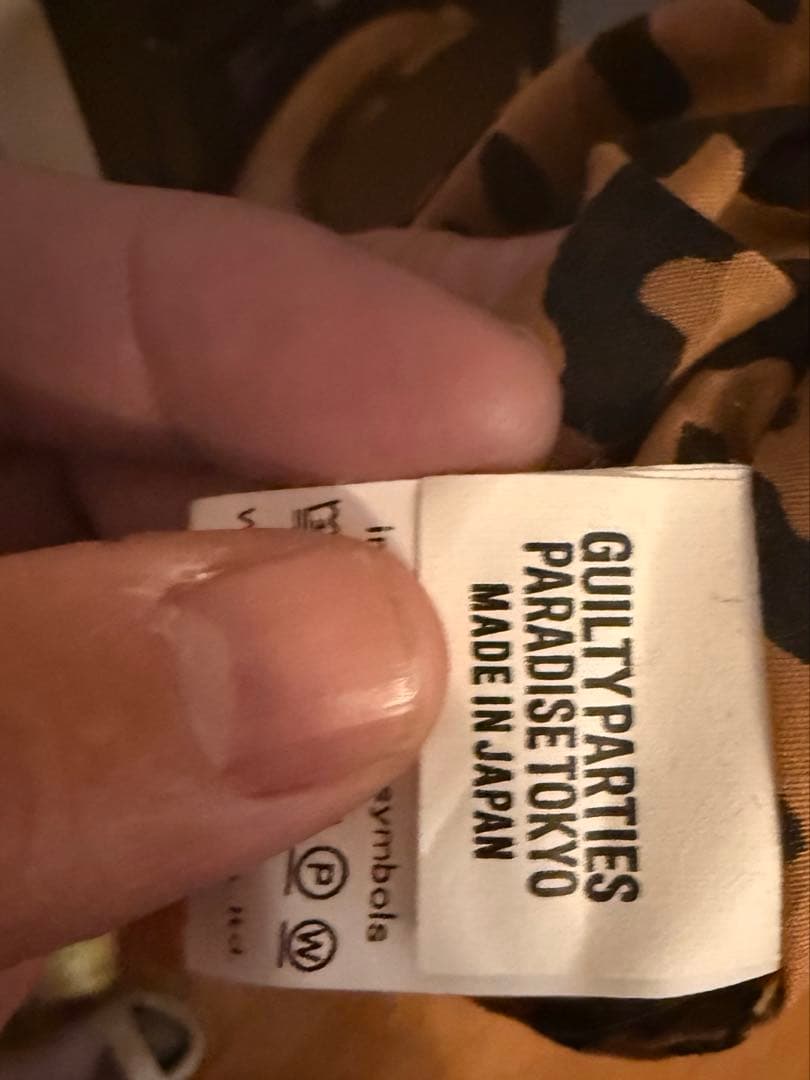 GUILTY PARTIES
PARADISE TOKYO
MADE IN JAPAN
symbols
P
W